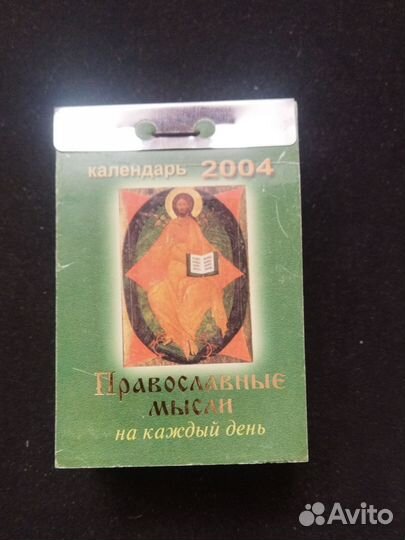 календарь 2004
Православные
мысли
на каждый день
Avito